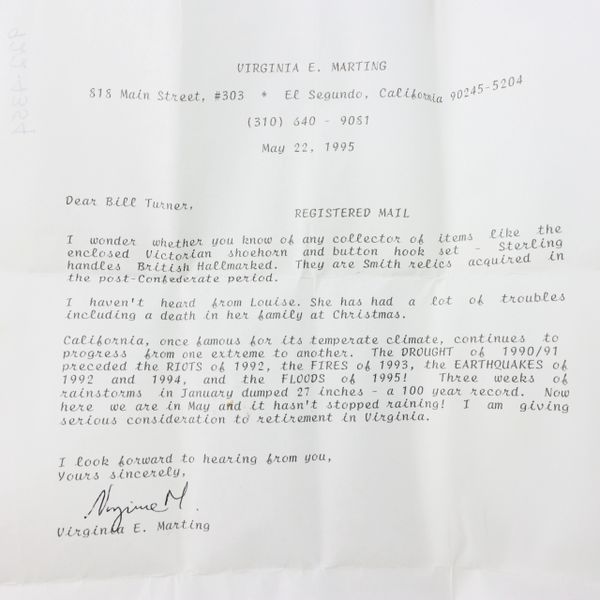 VIRGINIA E. MARTING
818 Main Street, #303 * El Segundo, California 90245-5204
(310) 640 - 9081
May 22, 1995
Dear Bill Turner,
REGISTERED MAIL
I wonder whether you know of any collector of items like the
enclosed Victorian shoehorn and button hook set - Sterling
handles British Hallmarked. They are Smith relics acquired in
the post-Confederate period.
I haven't heard from Louise. She has had a lot of troubles
including a death in her family at Christmas.
California, once famous for its temperate climate, continues to
progress from one extreme to another. The DROUGHT of 1990/91
preceded the RIOTS of 1992, the FIRES of 1993, the EARTHQUAKES of
1992 and 1994, and the FLOODS of 1995! Three weeks of
rainstorms in January dumped 27 inches - a 100 year record. Now
here we are in May and it hasn't stopped raining! I am giving
serious consideration to retirement in Virginia.
I look forward to hearing from you,
Yours sincerely,
Virginia M.
Virginia E. Marting